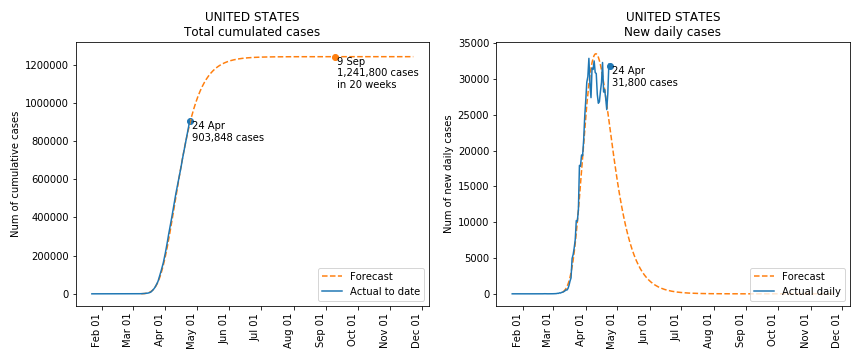 UNITED STATES
Total cumulated cases
Num of cumulative cases
1200000
1000000
800000
600000
400000
200000
0
9 Sep
1,241,800 cases
in 20 weeks
24 Apr
903,848 cases
Forecast
Actual to date
Feb 01
Mar 01
Apr 01
May 01
Jun 01
Jul 01
Aug 01
Sep 01
Oct 01
Nov 01
Dec 01
UNITED STATES
New daily cases
Num of new daily cases
35000
30000
25000
20000
15000
10000
5000
0
24 Apr
31,800 cases
Forecast
Actual daily
Feb 01
Mar 01
Apr 01
May 01
Jun 01
Jul 01
Aug 01
Sep 01
Oct 01
Nov 01
Dec 01